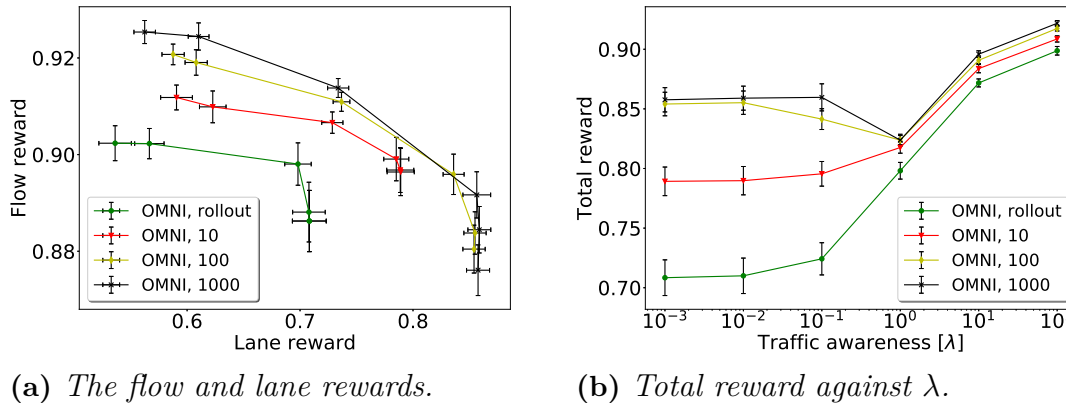 0.92
0.90
0.88
Flow reward
OMNI, rollout
OMNI, 10
OMNI, 100
OMNI, 1000
0.6 0.7 0.8
Lane reward
(a) The flow and lane rewards.
0.90
0.85
0.80
0.75
0.70
Total reward
OMNI, rollout
OMNI, 10
OMNI, 100
OMNI, 1000
10⁻³ 10⁻² 10⁻¹ 10⁰ 10¹ 10
Traffic awareness [λ]
(b) Total reward against λ.